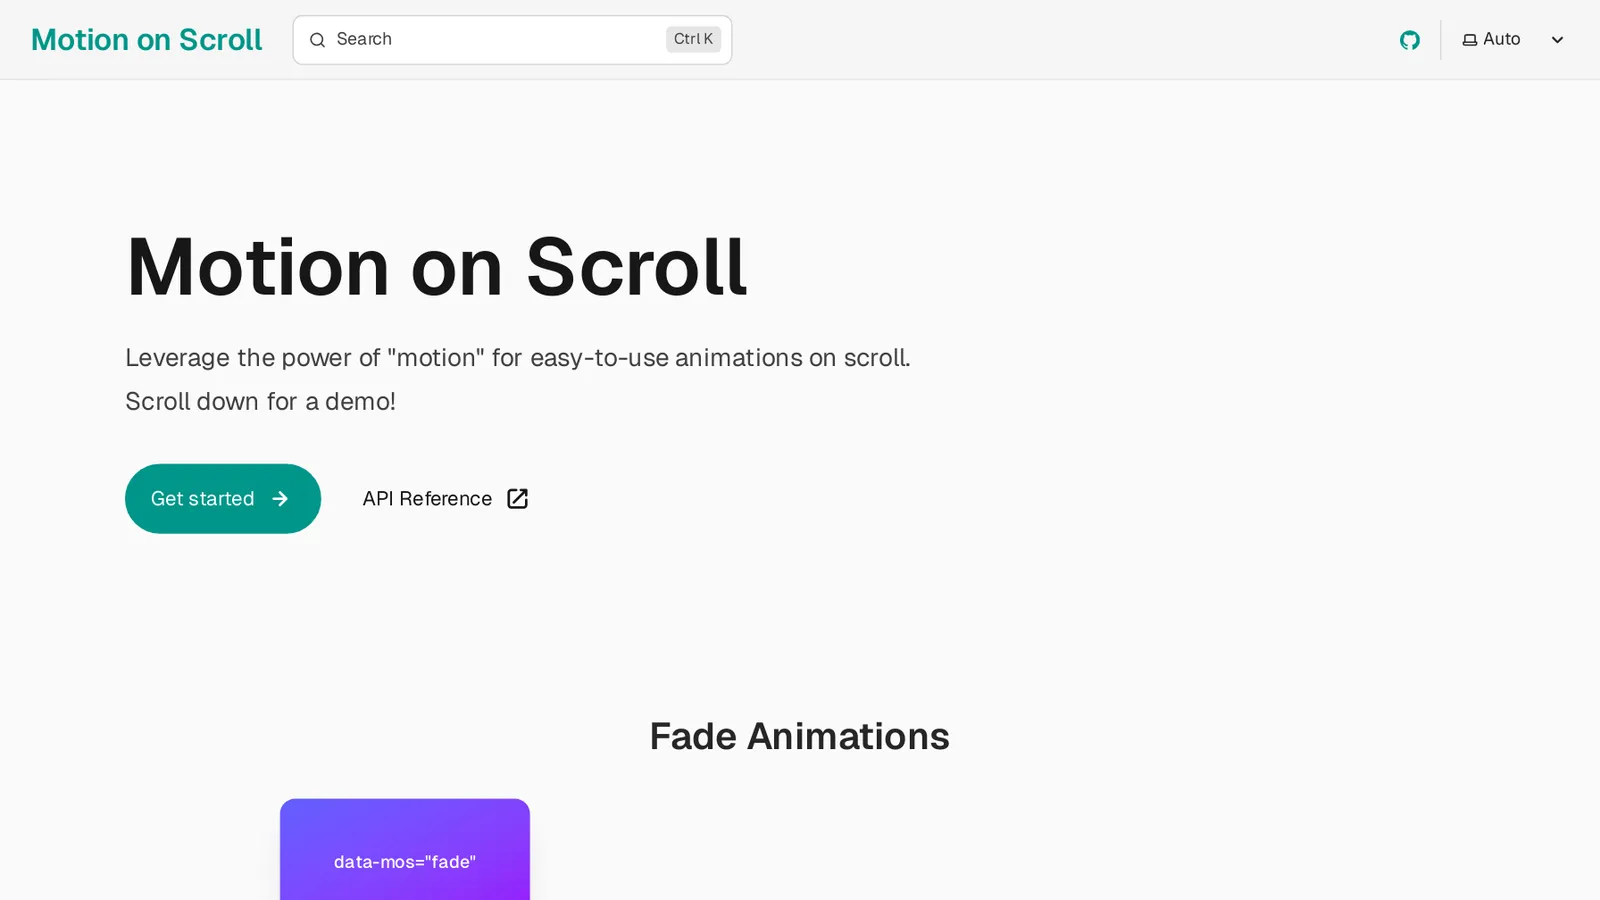 Motion on Scroll
Search
Ctrl K
Auto
Motion on Scroll
Leverage the power of "motion" for easy-to-use animations on scroll.
Scroll down for a demo!
Get started
API Reference
Fade Animations
data-mos="fade"